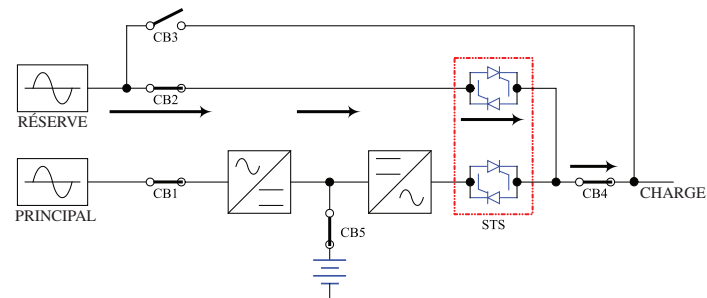 CB3
CB2
RÉSERVE
PRINCIPAL
CB1
CB5
STS
CB4
CHARGE